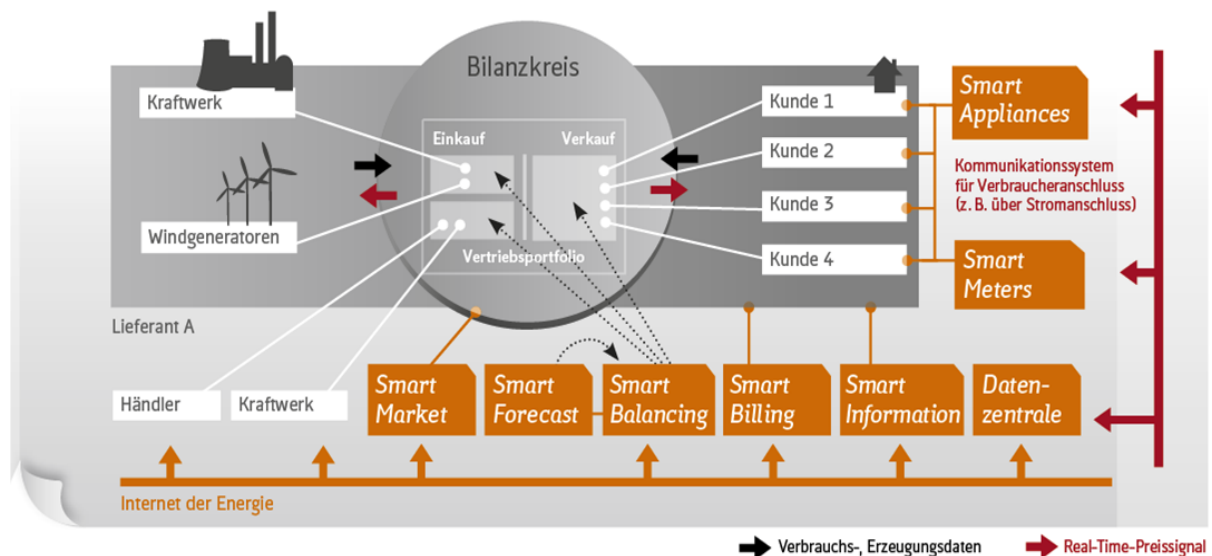 Bilanzkreis
Kraftwerk
Windgeneratoren
Einkauf
Verkauf
Vertriebsportfolio
Kunde 1
Kunde 2
Kunde 3
Kunde 4
Smart
Appliances
Kommunikationssystem
für Verbraucheranschluss
(z. B. über Stromanschluss)
Smart
Meters
Lieferant A
Händler
Kraftwerk
Smart
Market
Smart
Forecast
Smart
Balancing
Smart
Billing
Smart
Information
Daten-
zentrale
Internet der Energie
Verbrauchs-, Erzeugungsdaten
Real-Time-Preissignal